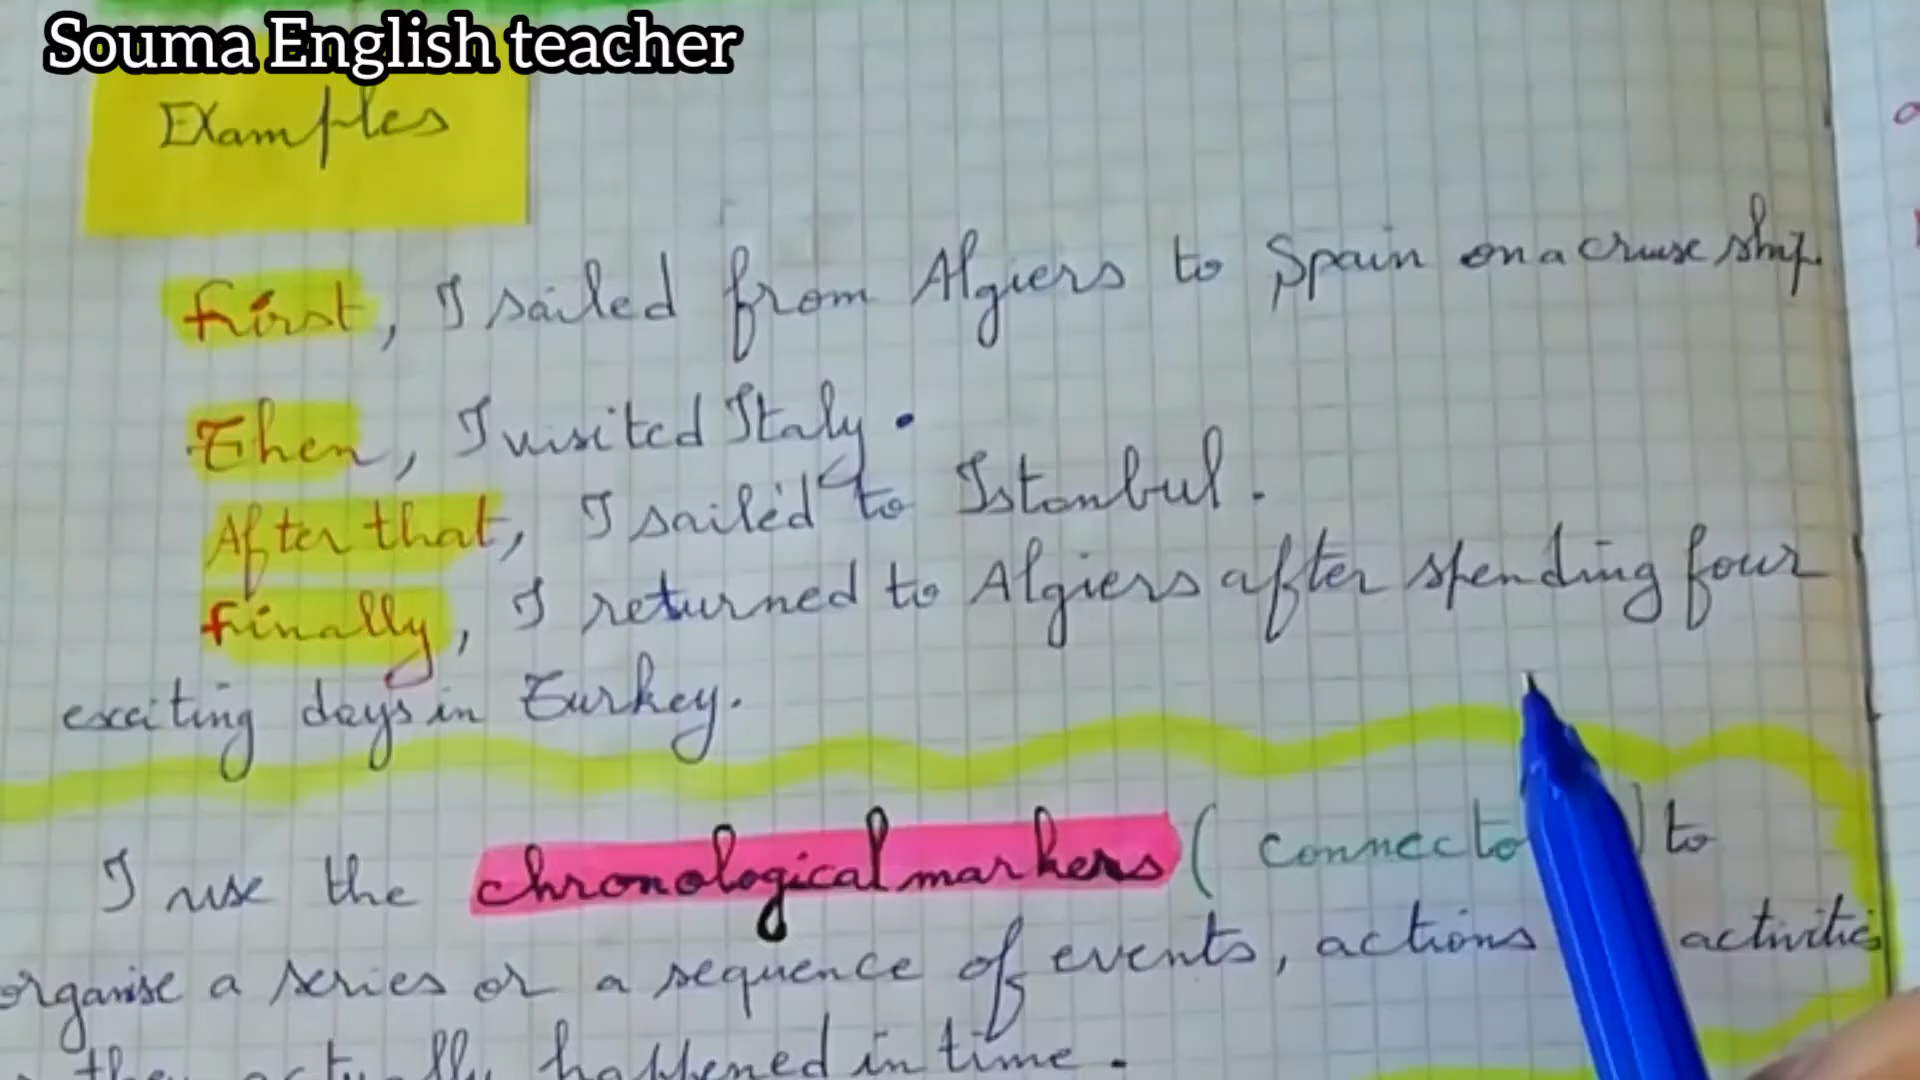 Souma English teacher
Examples
First, I sailed from Algiers to Spain on a cruise ship.
Then, I visited Italy.
After that, I sailed to Istanbul.
Finally, I returned to Algiers after spending four
exciting days in Turkey.
I use the chronological markers ( connecto ) to
organise a series or a sequence of events, actions activities
they actually happened in time.